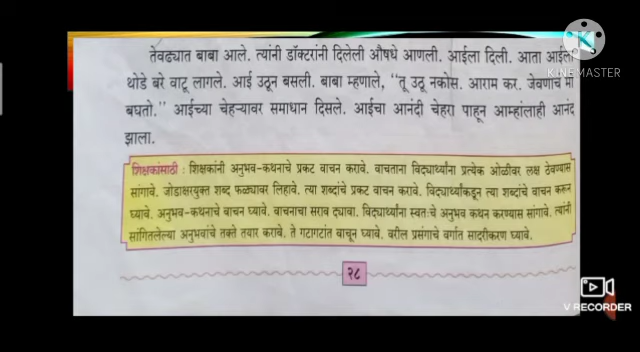 तेवढ्यात बाबा आले. त्यांनी डॉक्टरांनी दिलेली औषधे आणली. आईला दिली. आता आईला
थोडे बरे वाटू लागले. आई उठून बसली. बाबा म्हणाले, “तू उठू नकोस. आराम कर. जेवणाचे मी
बघतो.” आईच्या चेहऱ्यावर समाधान दिसले. आईचा आनंदी चेहरा पाहून आम्हांलाही आनंद
झाला.
शिक्षकांसाठी : शिक्षकांनी अनुभव-कथनाचे प्रकट वाचन करावे. वाचताना विद्यार्थ्यांना प्रत्येक ओळीवर लक्ष ठेवण्यास
सांगावे. जोडाक्षरयुक्त शब्द फळ्यावर लिहावे. त्या शब्दांचे प्रकट वाचन करावे. विद्यार्थ्यांकडून त्या शब्दांचे वाचन करून
घ्यावे. अनुभव-कथनाचे वाचन घ्यावे. वाचनाचा सराव द्यावा. विद्यार्थ्यांना स्वतःचे अनुभव कथन करण्यास सांगावे. त्यांनी
सांगितलेल्या अनुभवांचे तक्ते तयार करावे. ते गटागटांत वाचून घ्यावे. वरील प्रसंगाचे वर्गात सादरीकरण घ्यावे.
२८
KINEMASTER
V RECORDER